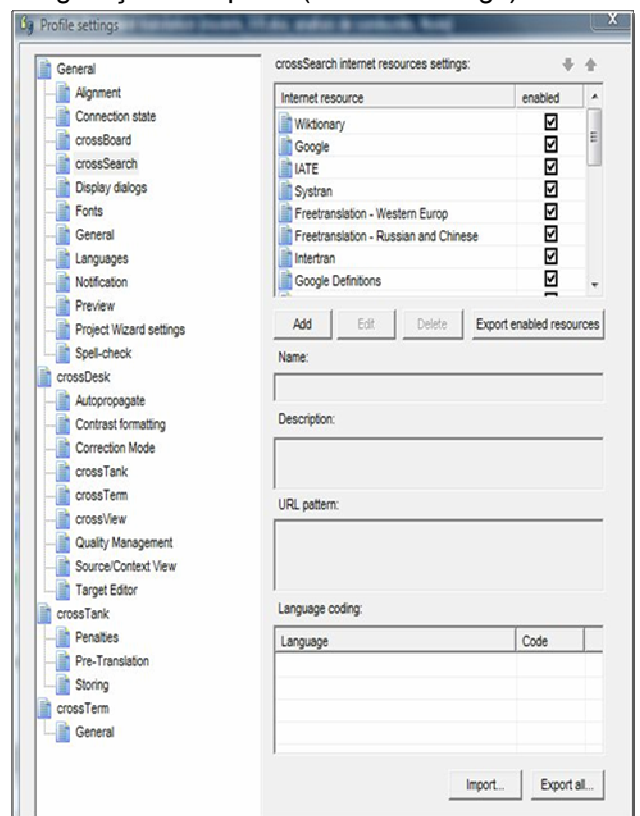 Profile settings
X
General
Alignment
Connection state
crossBoard
crossSearch
Display dialogs
Fonts
General
Languages
Notification
Preview
Project Wizard settings
Spell-check
crossDesk
Autopropagate
Contrast formatting
Correction Mode
crossTank
crossTerm
crossView
Quality Management
Source/Context View
Target Editor
crossTank
Penalties
Pre-Translation
Storing
crossTerm
General
crossSearch internet resources settings:
Internet resource enabled
Wiktionary
Google
IATE
Systran
Freetranslation - Western Europ
Freetranslation - Russian and Chinese
Intertran
Google Definitions
Add Edit Delete Export enabled resources
Name:
Description:
URL pattern:
Language coding:
Language Code
Import... Export all...